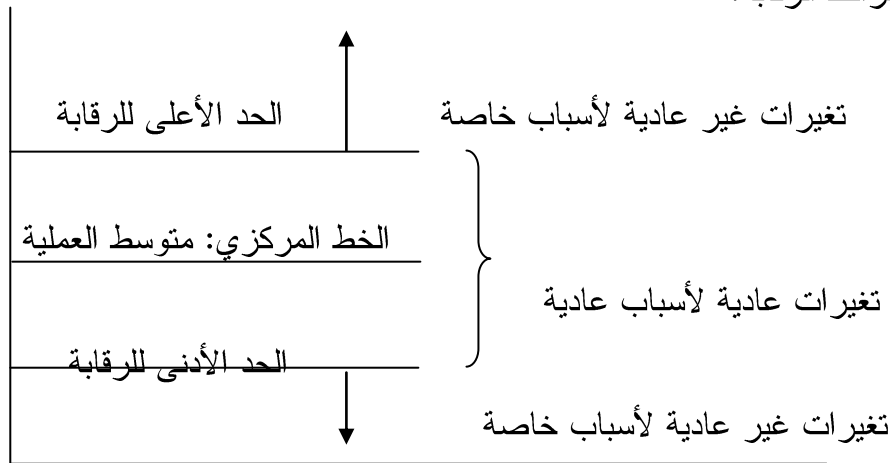 الحد الأعلى للرقابة
تغيرات غير عادية لأسباب خاصة
الخط المركزي: متوسط العملية
تغيرات عادية لأسباب عادية
الحد الأدنى للرقابة
تغيرات غير عادية لأسباب خاصة